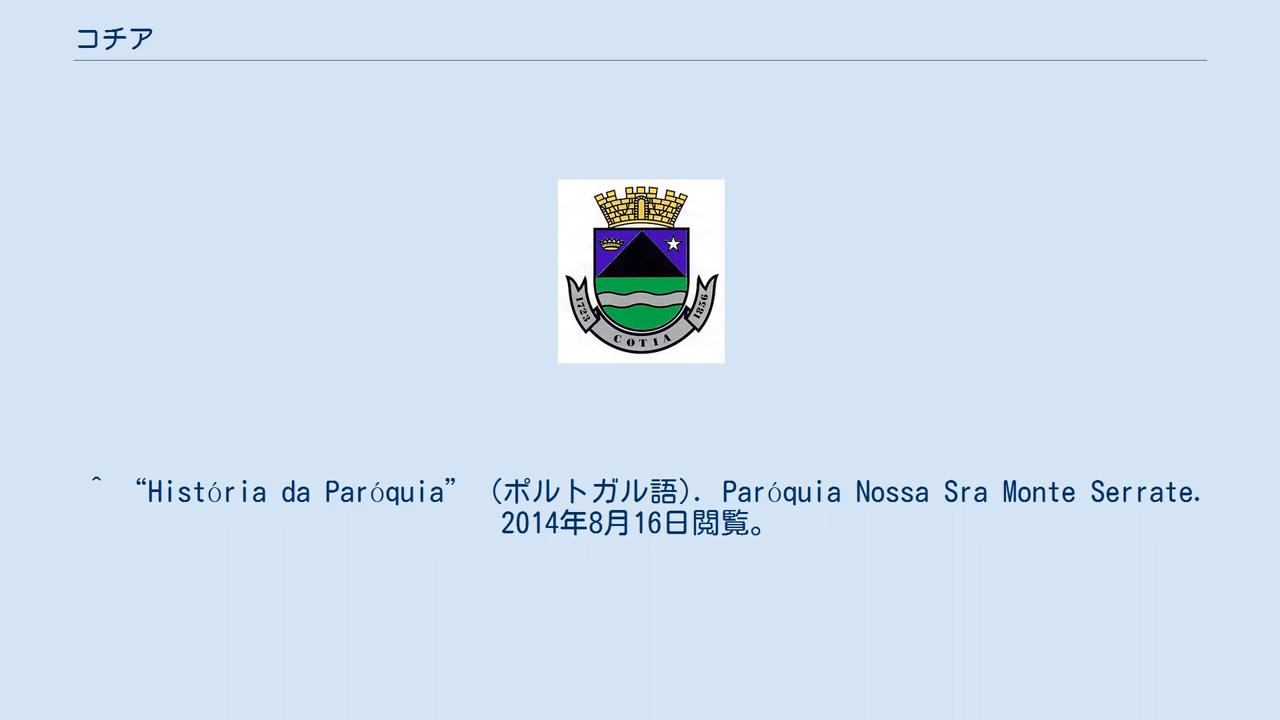 コチア
1723
1856
COTIA
^ “História da Paróquia” (ポルトガル語). Paróquia Nossa Sra Monte Serrate.
2014年8月16日閲覧。